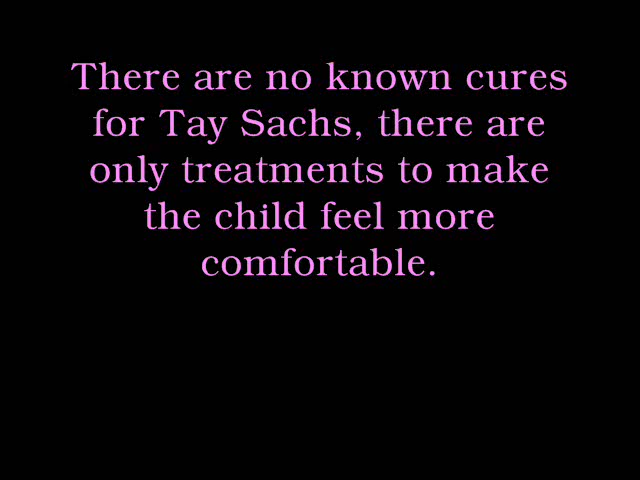 There are no known cures
for Tay Sachs, there are
only treatments to make
the child feel more
comfortable.